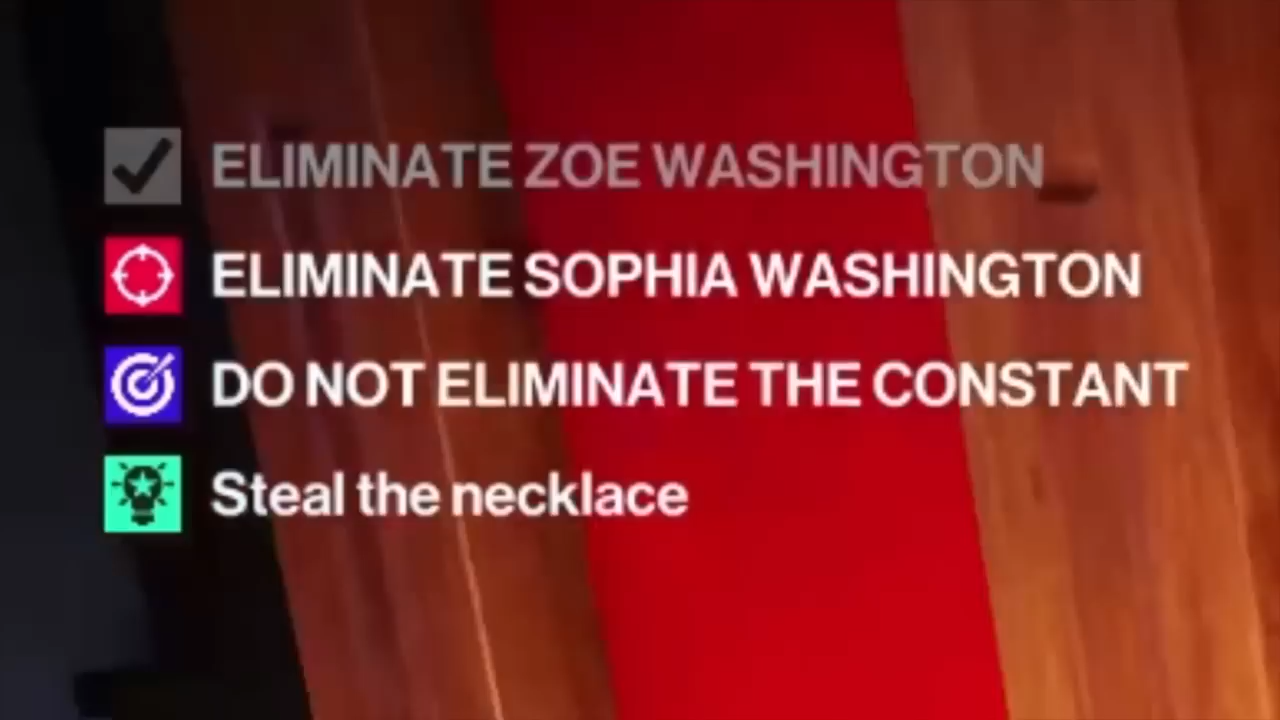 ELIMINATE ZOE WASHINGTON
ELIMINATE SOPHIA WASHINGTON
DO NOT ELIMINATE THE CONSTANT
Steal the necklace